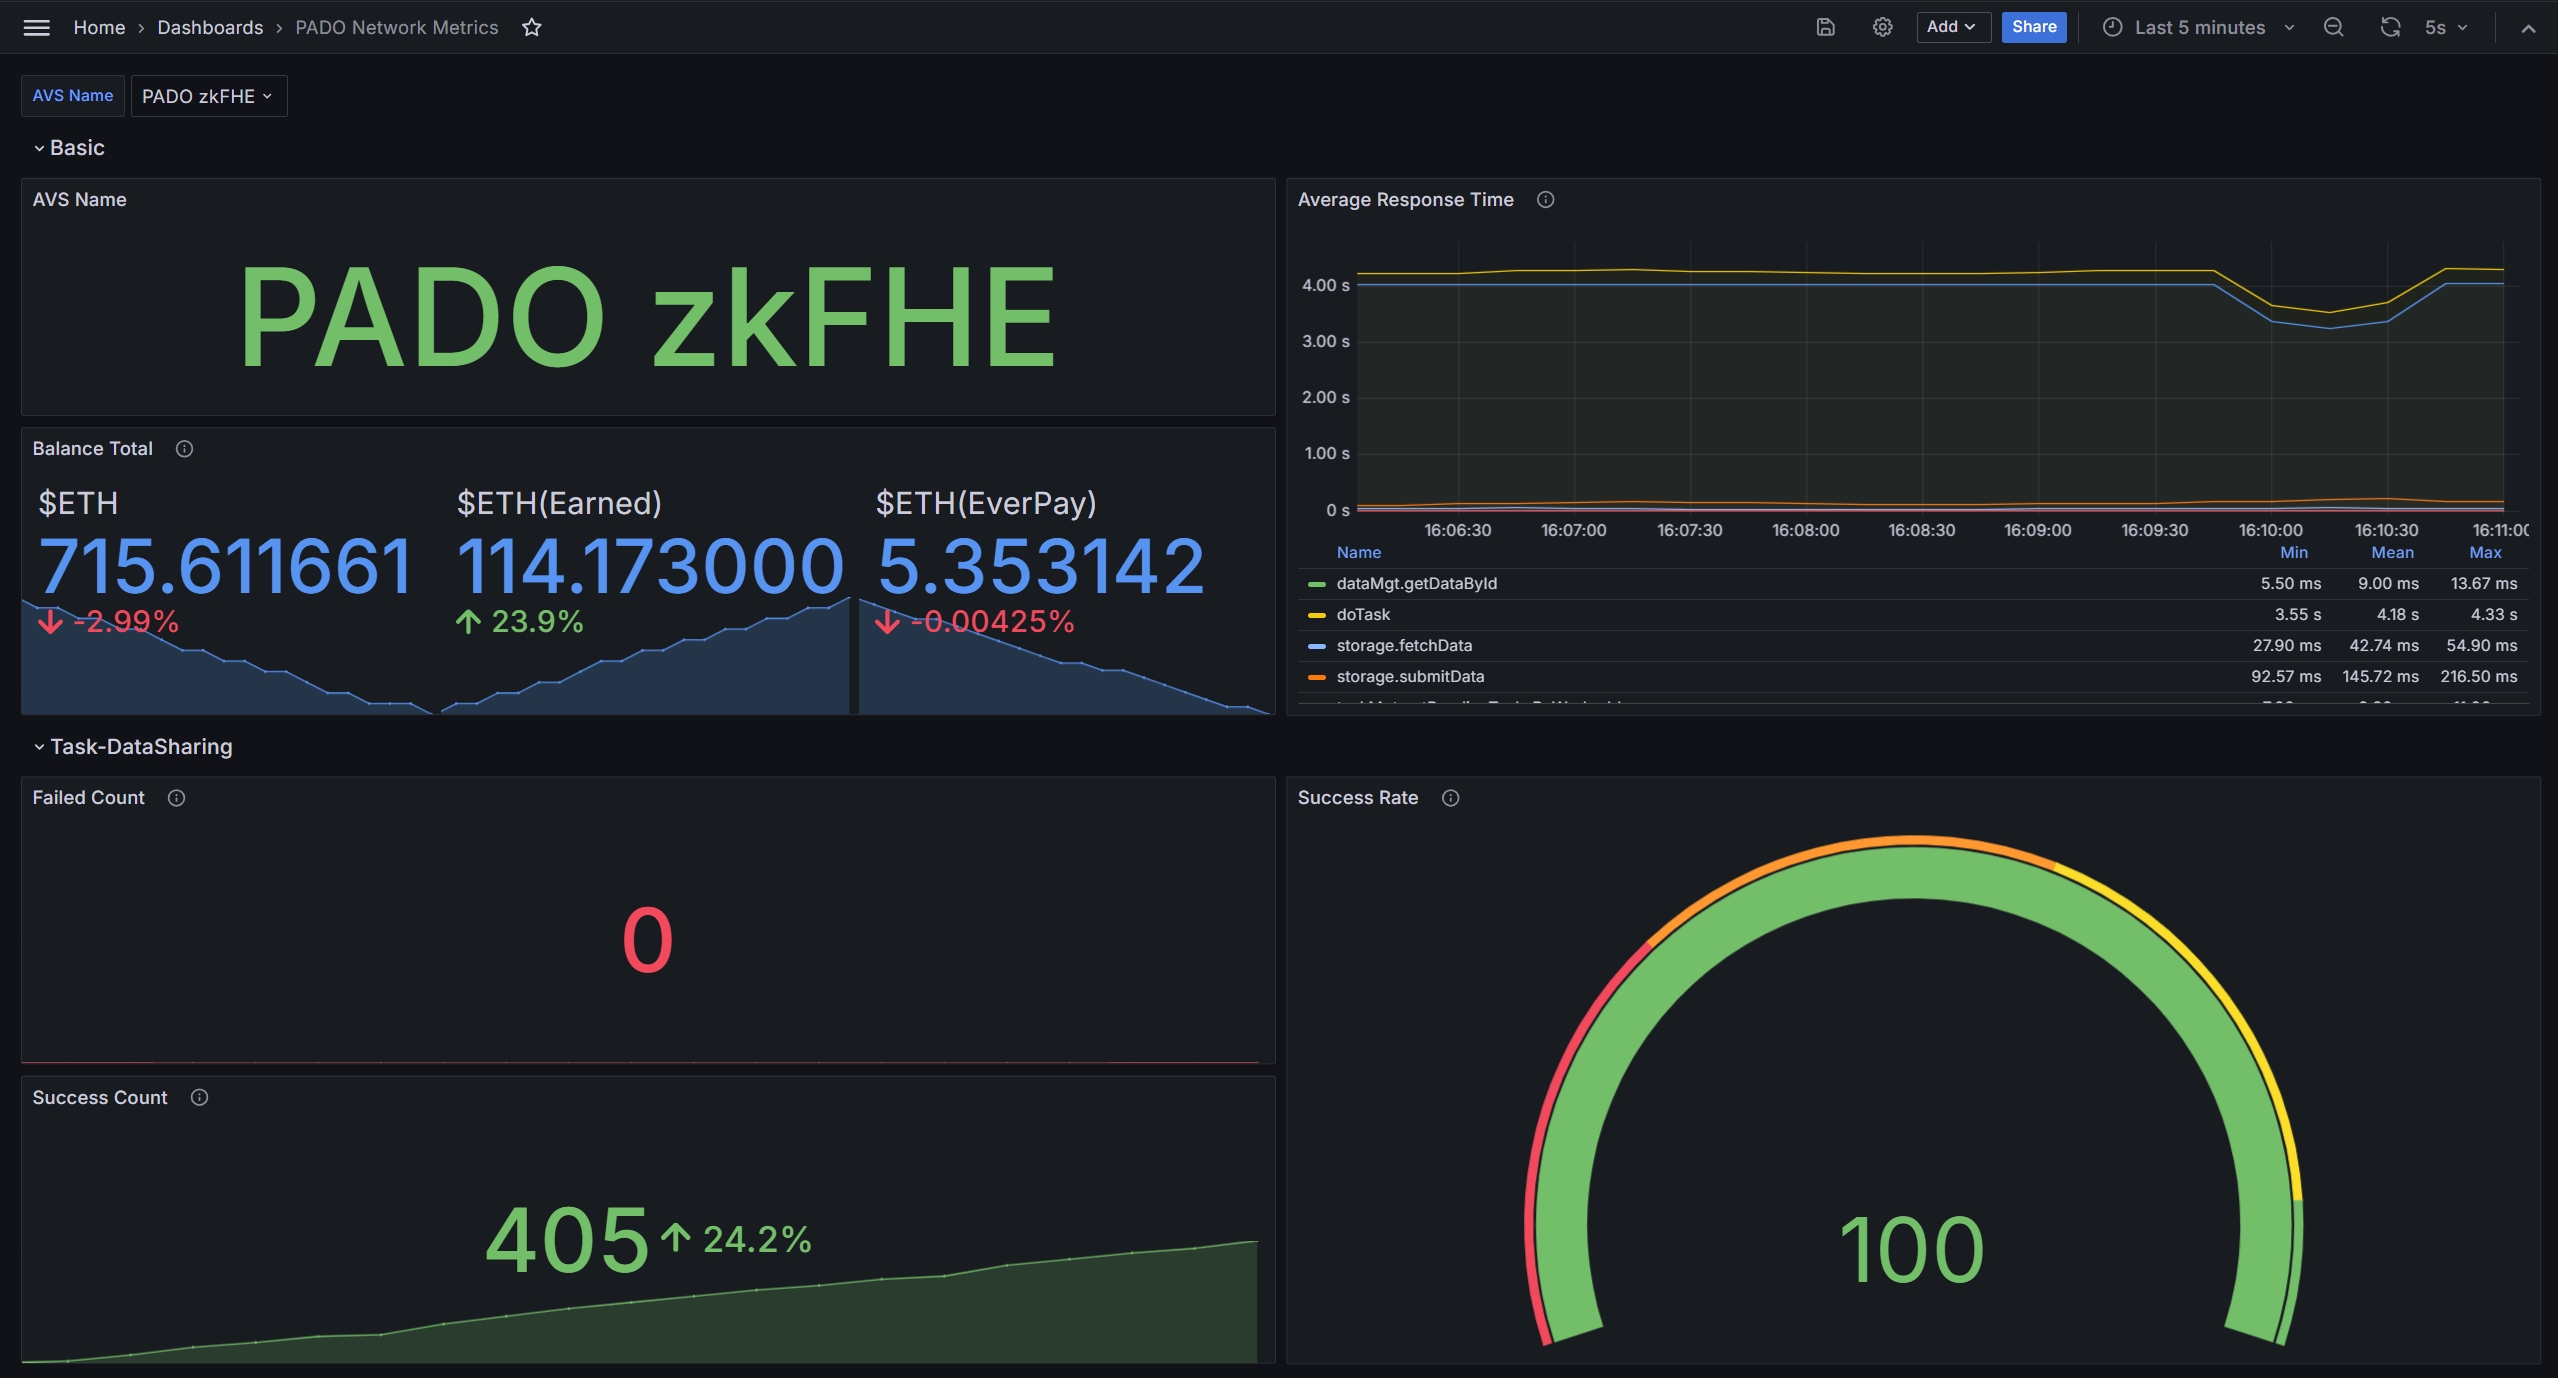 Home › Dashboards › PADO Network Metrics
Add
Share
Last 5 minutes
5s
AVS Name
PADO zkFHE
Basic
AVS Name
PADO zkFHE
Balance Total
$ETH
715.611661
-2.99%
$ETH(Earned)
114.173000
23.9%
$ETH(EverPay)
5.353142
-0.00425%
Average Response Time
4.00 s
3.00 s
2.00 s
1.00 s
0 s
16:06:30 16:07:00 16:07:30 16:08:00 16:08:30 16:09:00 16:09:30 16:10:00 16:10:30 16:11:00
Name Min Mean Max
dataMgt.getDataById 5.50 ms 9.00 ms 13.67 ms
doTask 3.55 s 4.18 s 4.33 s
storage.fetchData 27.90 ms 42.74 ms 54.90 ms
storage.submitData 92.57 ms 145.72 ms 216.50 ms
Task-DataSharing
Failed Count
0
Success Count
405 24.2%
Success Rate
100